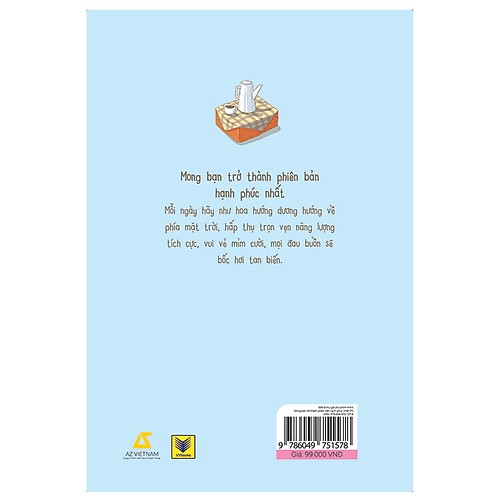 Mong bạn trở thành phiên bản
hạnh phúc nhất
Mỗi ngày hãy như hoa hướng dương hướng về
phía mặt trời, hấp thụ trọn vẹn năng lượng
tích cực, vui vẻ mỉm cười, mọi đau buồn sẽ
bốc hơi tan biến.
9 786049 751578
Giá: 99.000 VNĐ
AZ VIETNAM
VVbooks